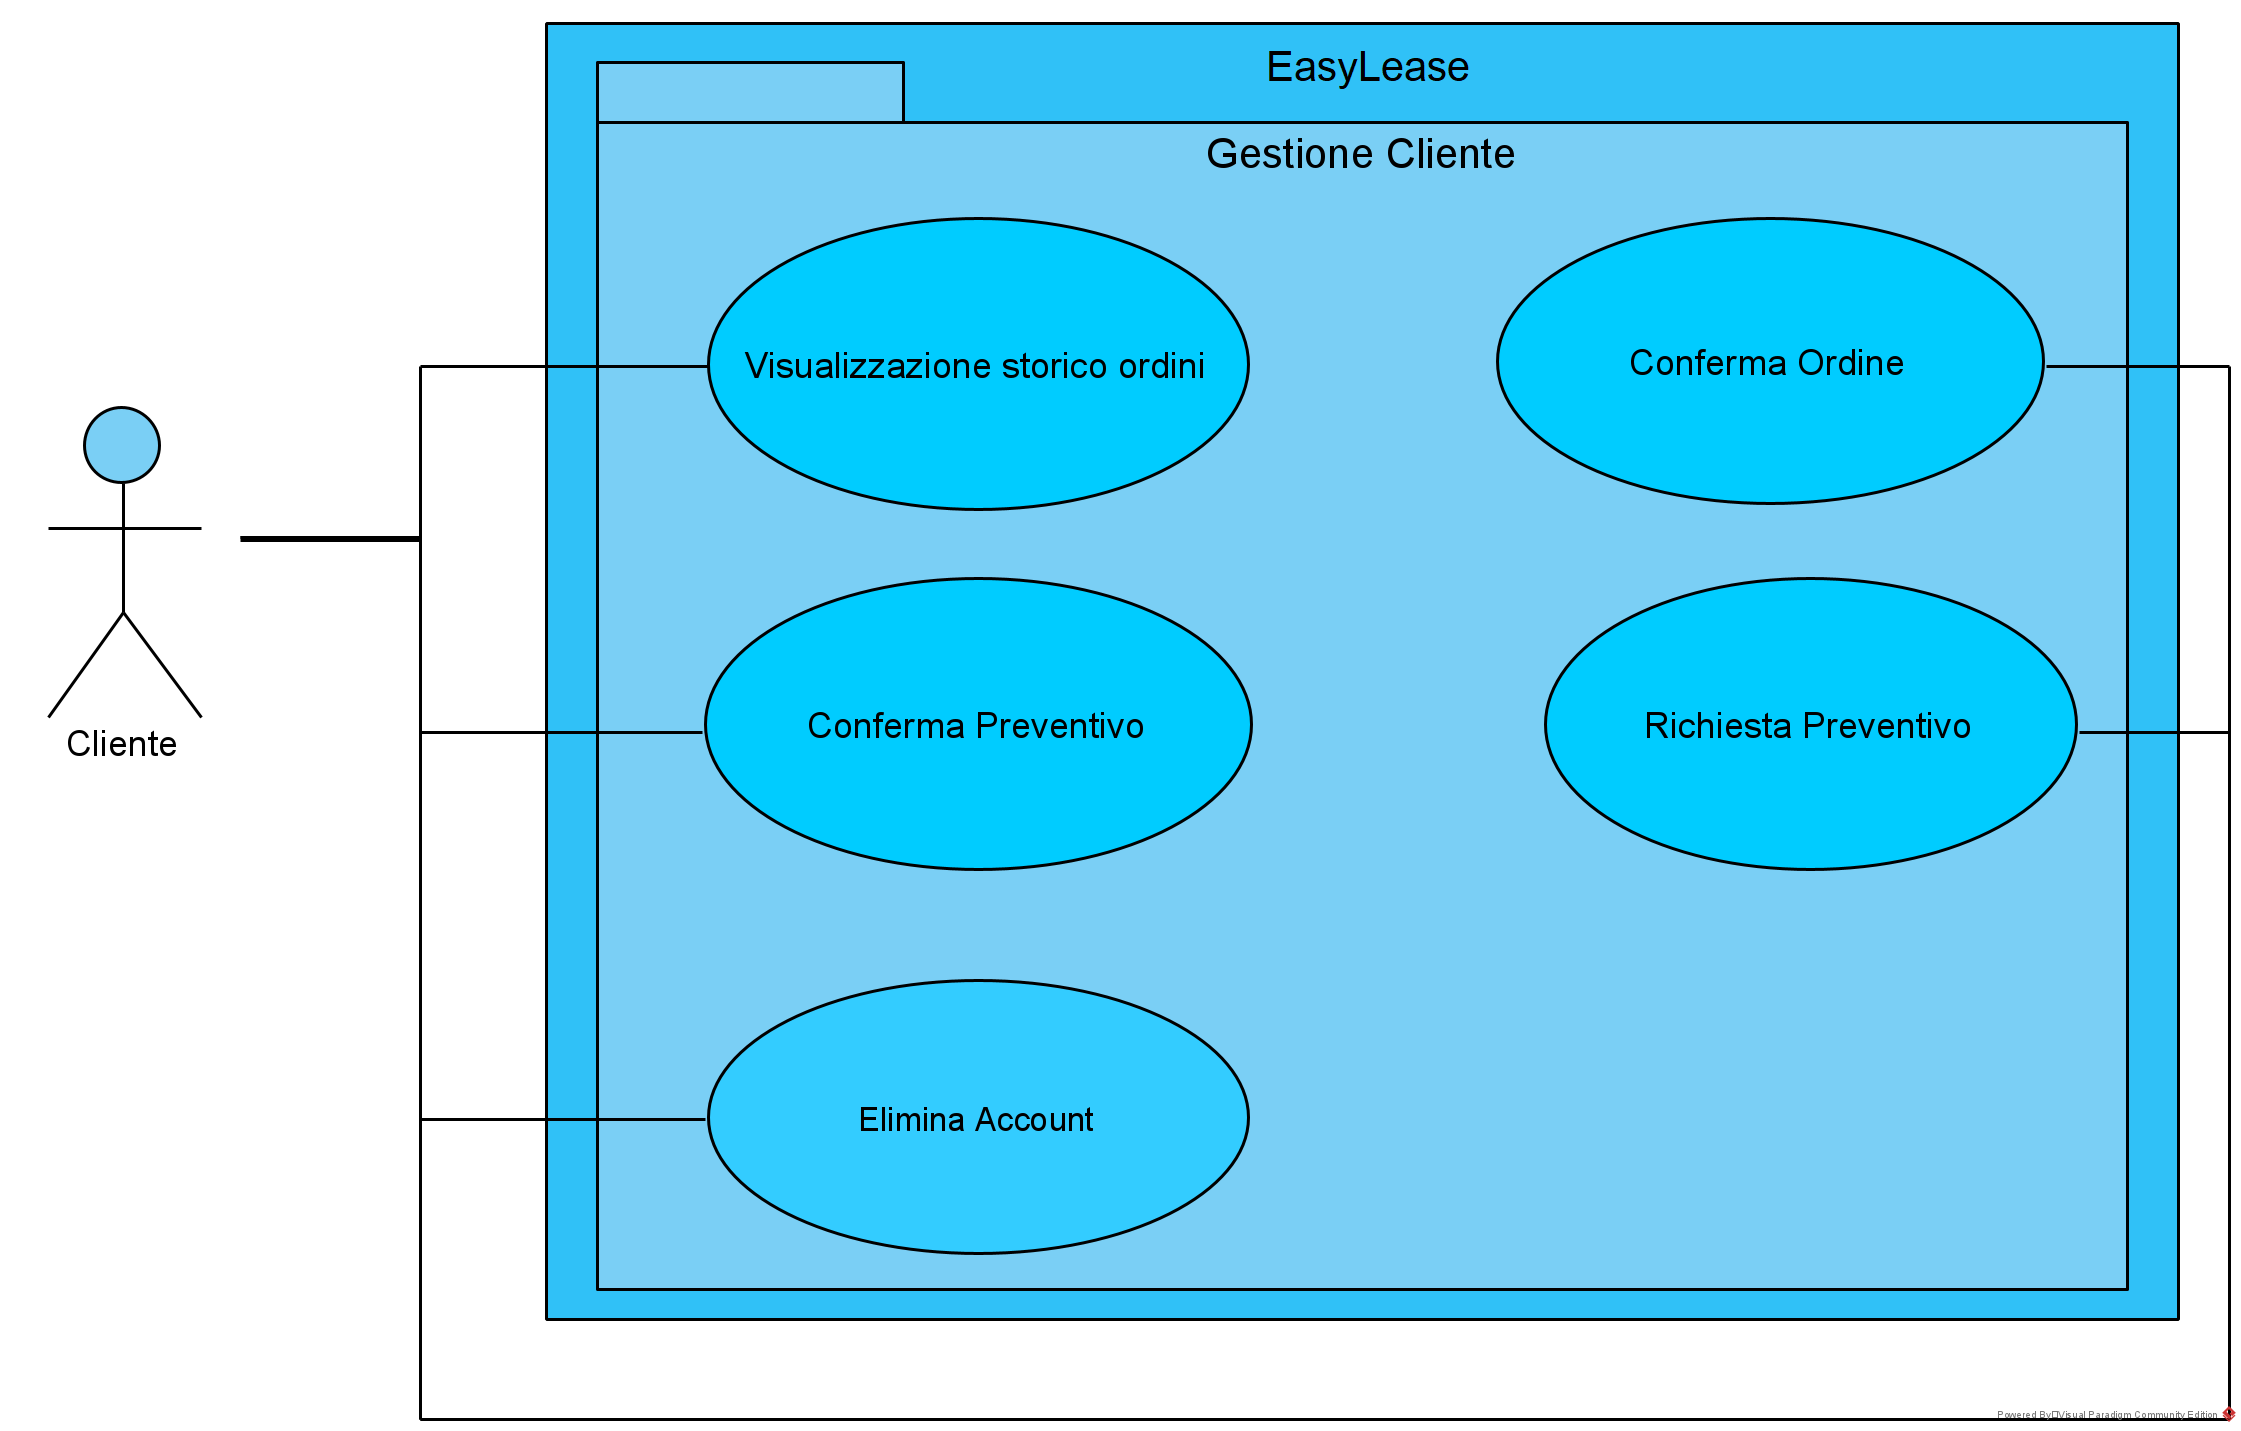 EasyLease
Gestione Cliente
Visualizzazione storico ordini
Conferma Ordine
Conferma Preventivo
Richiesta Preventivo
Cliente
Elimina Account
Powered By Visual Paradigm Community Edition